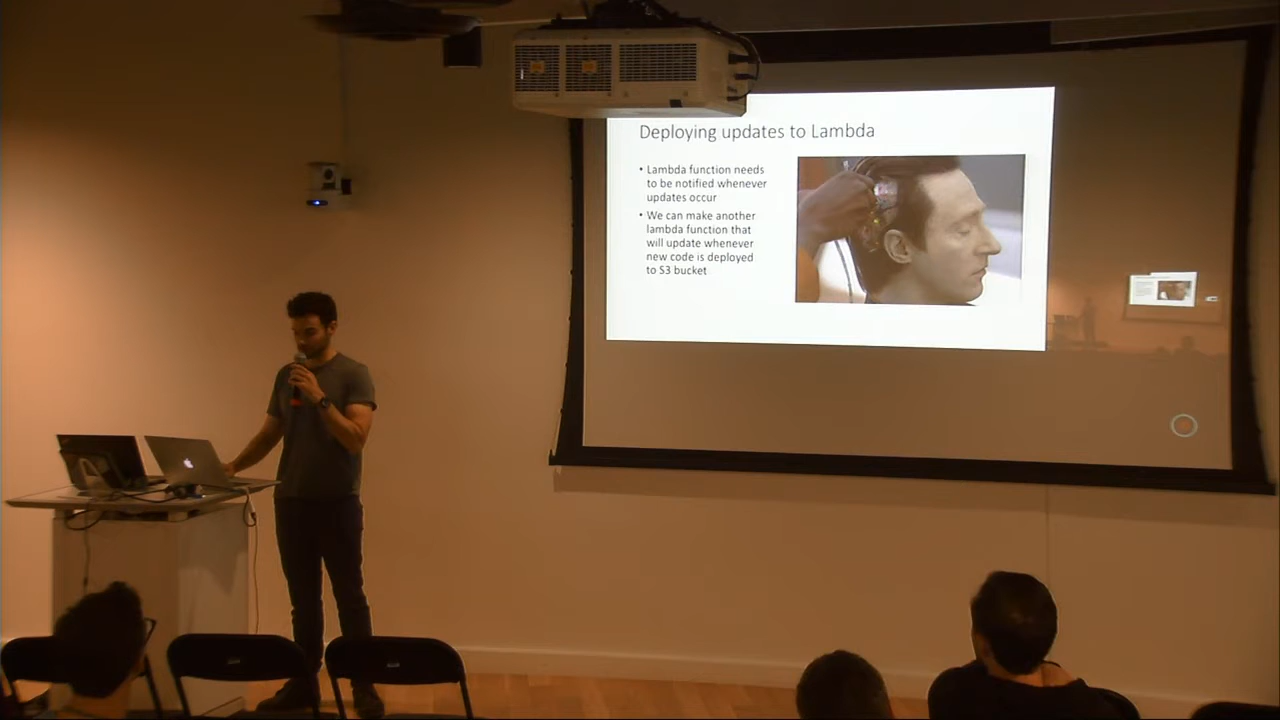 Deploying updates to Lambda
• Lambda function needs
to be notified whenever
updates occur
• We can make another
lambda function that
will update whenever
new code is deployed
to S3 bucket